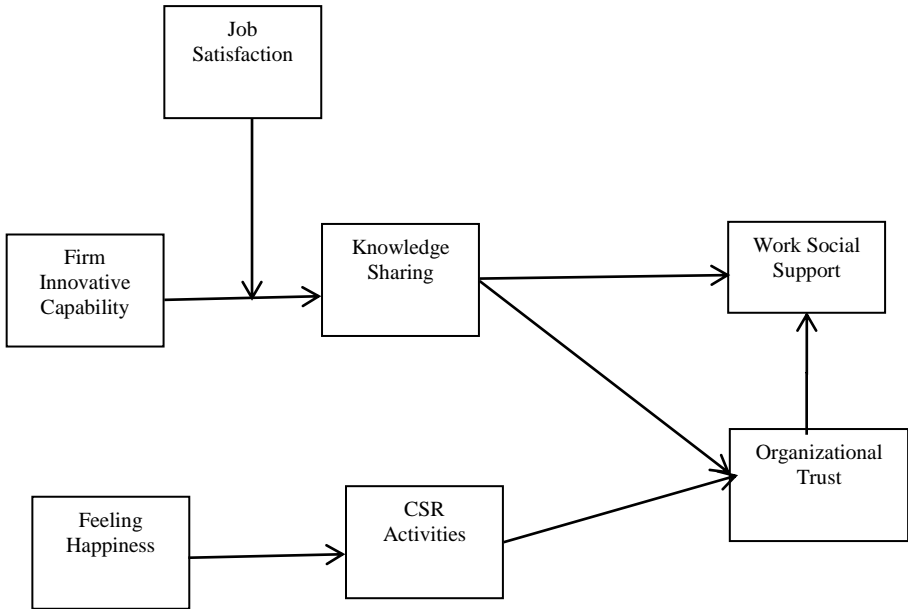 Job
Satisfaction
Firm
Innovative
Capability
Knowledge
Sharing
Work Social
Support
Organizational
Trust
Feeling
Happiness
CSR
Activities